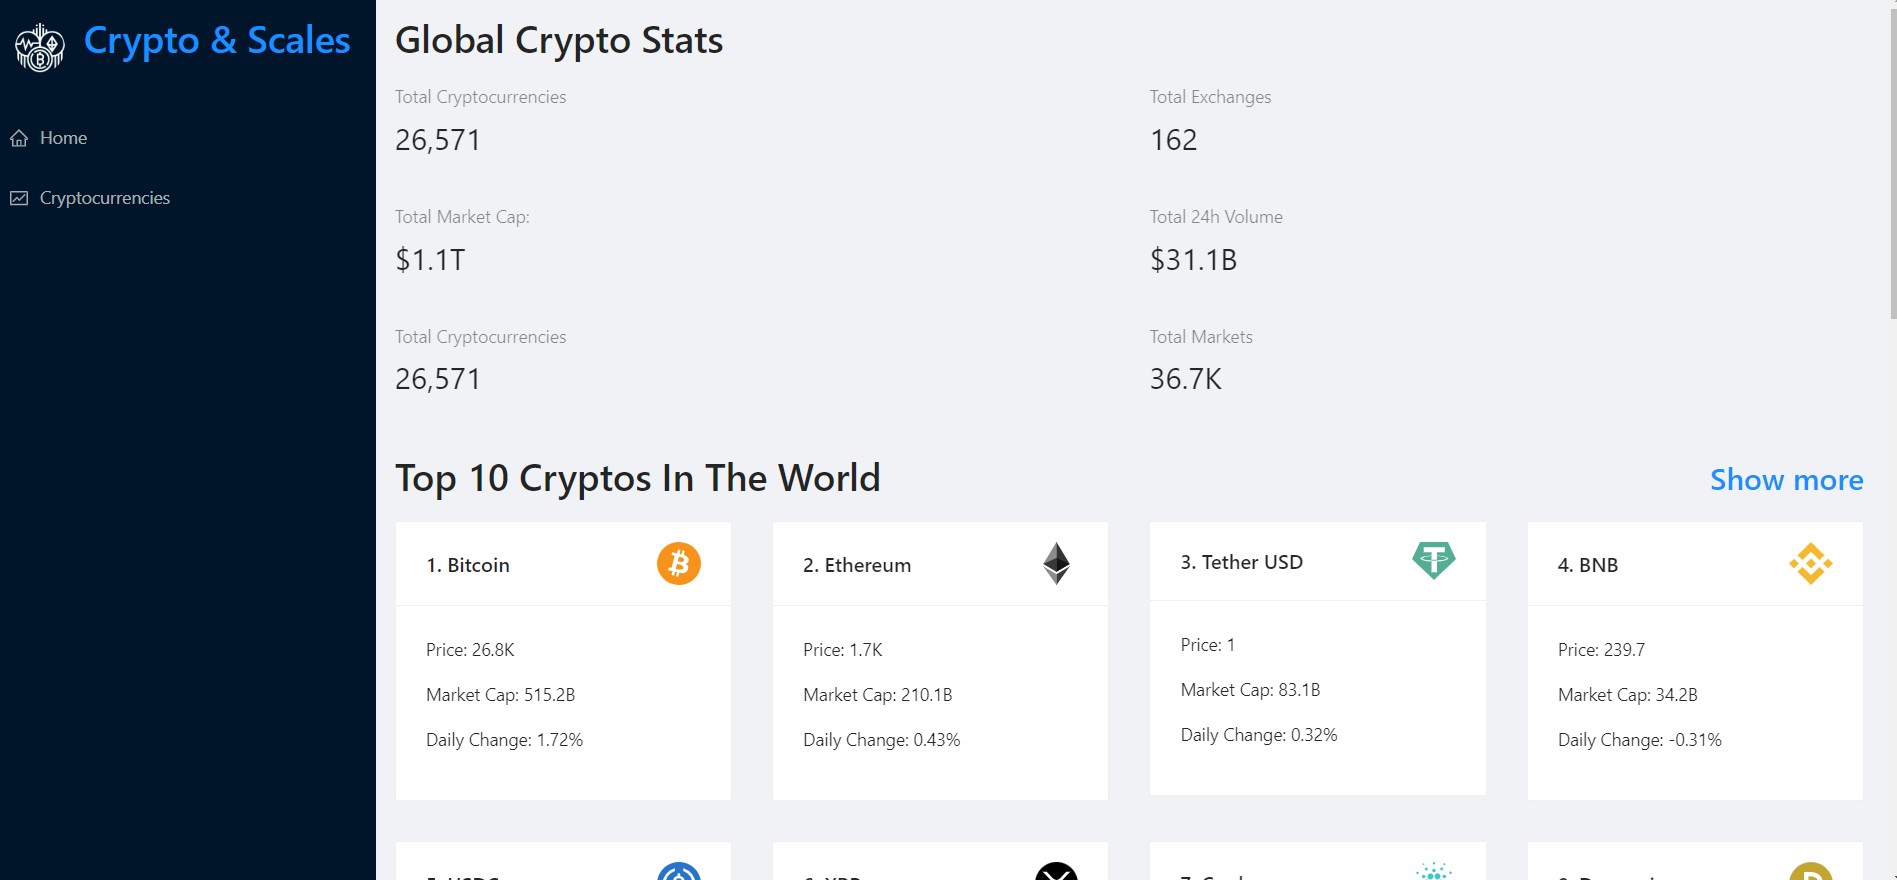 Crypto & Scales
Home
Cryptocurrencies
Global Crypto Stats
Total Cryptocurrencies
26,571
Total Exchanges
162
Total Market Cap:
$1.1T
Total 24h Volume
$31.1B
Total Cryptocurrencies
26,571
Total Markets
36.7K
Top 10 Cryptos In The World
Show more
1. Bitcoin
Price: 26.8K
Market Cap: 515.2B
Daily Change: 1.72%
2. Ethereum
Price: 1.7K
Market Cap: 210.1B
Daily Change: 0.43%
3. Tether USD
Price: 1
Market Cap: 83.1B
Daily Change: 0.32%
4. BNB
Price: 239.7
Market Cap: 34.2B
Daily Change: -0.31%